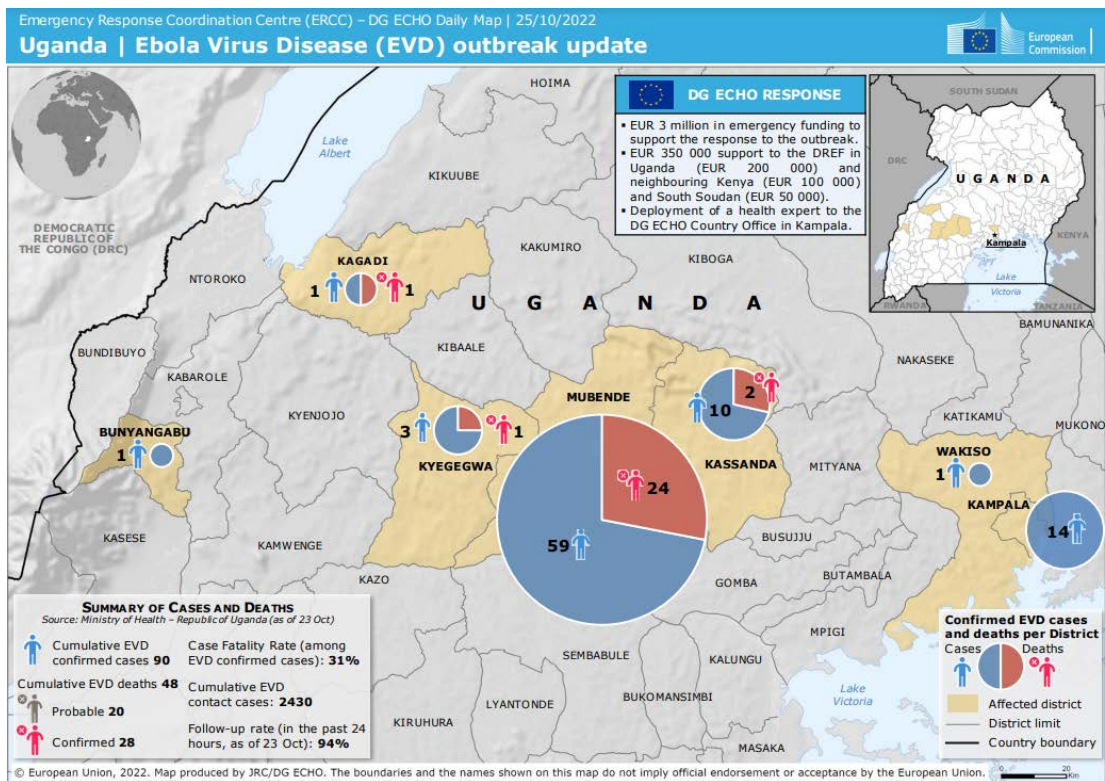 Emergency Response Coordination Centre (ERCC) – DG ECHO Daily Map | 25/10/2022
Uganda | Ebola Virus Disease (EVD) outbreak update
European
Commission
DG ECHO RESPONSE
▪ EUR 3 million in emergency funding to
support the response to the outbreak.
▪ EUR 350 000 support to the DREF in
Uganda (EUR 200 000) and
neighbouring Kenya (EUR 100 000)
and South Soudan (EUR 50 000).
▪ Deployment of a health expert to the
DG ECHO Country Office in Kampala.
SOUTH SUDAN
DRC
UGANDA
KENYA
Kampala
Lake
Victoria
RWANDA
TANZANIA
HOIMA
Lake
Albert
KIKUUBE
DEMOCRATIC
REPUBLIC OF
THE CONGO (DRC)
KAGADI
1
1
KAKUMIRO
KIBOGA
NTOROKO
UGANDA
BAMUNANIKA
BUNDIBUYO
KIBAALE
NAKASEKE
KABAROLE
MUBENDE
2
10
KATIKAMU
MUKONO
KYENJOJO
BUNYANGABU
1
3
1
KYEGEGWA
KASSANDA
MITYANA
WAKISO
1
24
KAMPALA
14
59
KASESE
KAMWENGE
BUSUJJU
KAZO
GOMBA
BUTAMBALA
MPIGI
SEMBABULE
KALUNGU
BUKOMANSIMBI
LYANTONDE
KIRUHURA
MASAKA
Lake
Victoria
SUMMARY OF CASES AND DEATHS
Source: Ministry of Health – Republic of Uganda (as of 23 Oct)
Cumulative EVD
confirmed cases 90
Cumulative EVD deaths 48
Probable 20
Confirmed 28
Case Fatality Rate (among
EVD confirmed cases): 31%
Cumulative EVD
contact cases: 2430
Follow-up rate (in the past 24
hours, as of 23 Oct): 94%
Confirmed EVD cases
and deaths per District
Cases
Deaths
Affected district
District limit
Country boundary
© European Union, 2022. Map produced by JRC/DG ECHO. The boundaries and the names shown on this map do not imply official endorsement or acceptance by the European Union.
0
20
Km